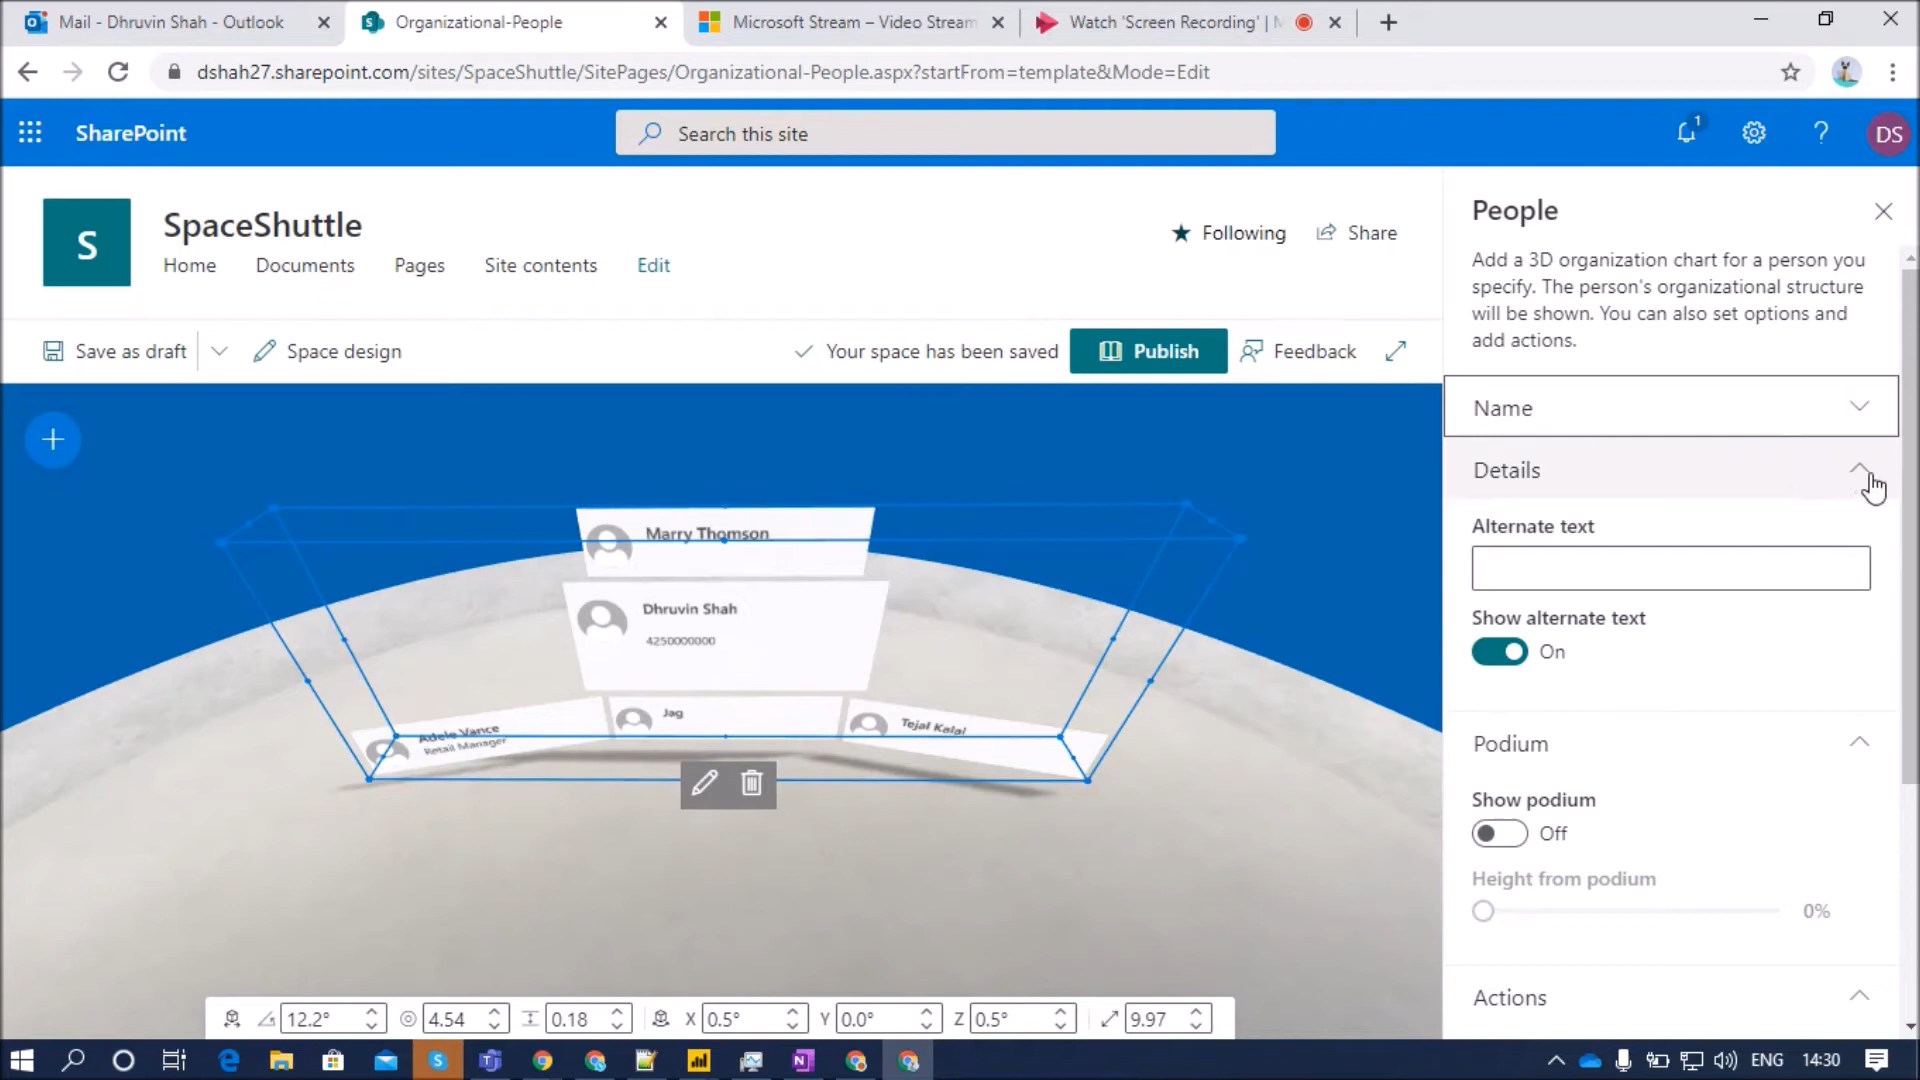 Mail - Dhruvin Shah - Outlook
Organizational-People
Microsoft Stream – Video Stream
Watch 'Screen Recording' |
dshah27.sharepoint.com/sites/SpaceShuttle/SitePages/Organizational-People.aspx?startFrom=template&Mode=Edit
SharePoint
Search this site
1
DS
S
SpaceShuttle
Home Documents Pages Site contents Edit
Following Share
Save as draft Space design
Your space has been saved Publish Feedback
Marry Thomson
Dhruvin Shah
4250000000
Adele Vance
Retail Manager
Jag
Tejal Kalal
12.2° 4.54 0.18 X 0.5° Y 0.0° Z 0.5° 9.97
People
Add a 3D organization chart for a person you
specify. The person's organizational structure
will be shown. You can also set options and
add actions.
Name
Details
Alternate text
Show alternate text
On
Podium
Show podium
Off
Height from podium
0%
Actions
ENG 14:30